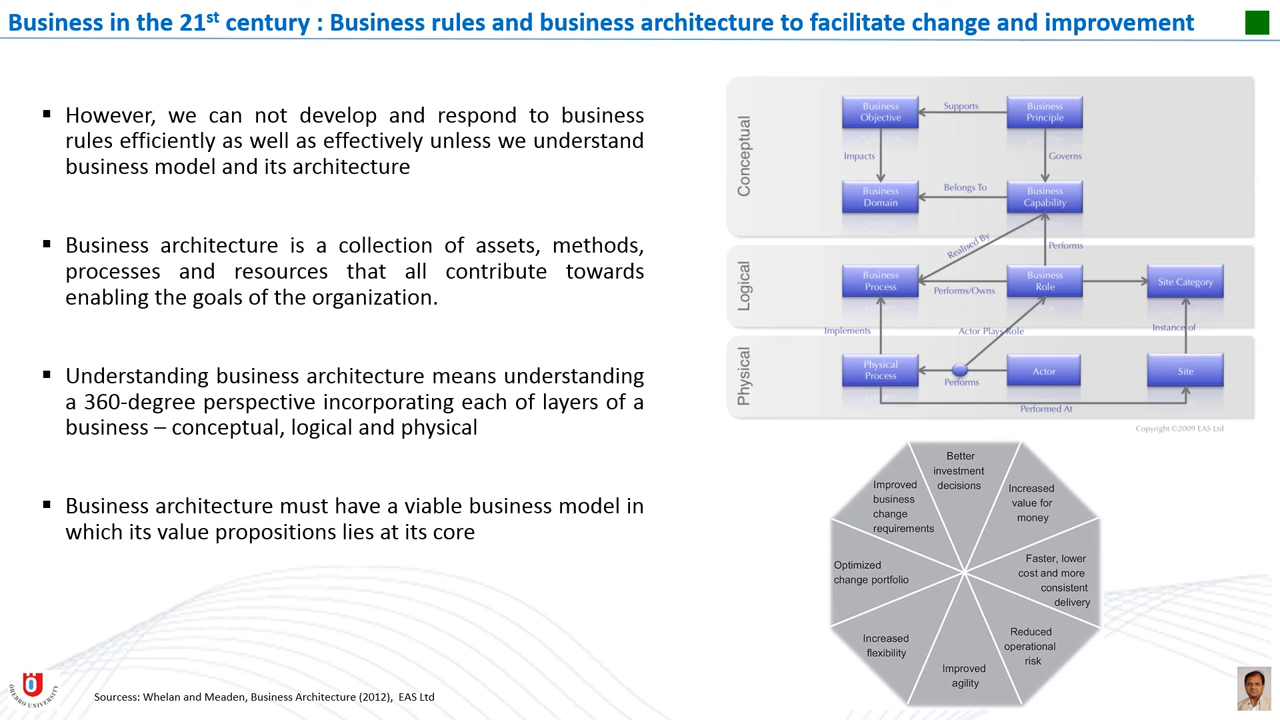 Business in the 21st century : Business rules and business architecture to facilitate change and improvement
▪ However, we can not develop and respond to business
rules efficiently as well as effectively unless we understand
business model and its architecture
▪ Business architecture is a collection of assets, methods,
processes and resources that all contribute towards
enabling the goals of the organization.
▪ Understanding business architecture means understanding
a 360-degree perspective incorporating each of layers of a
business – conceptual, logical and physical
▪ Business architecture must have a viable business model in
which its value propositions lies at its core
Conceptual
Business
Objective
Supports
Business
Principle
Impacts
Governs
Business
Domain
Belongs To
Business
Capability
Realised By
Performs
Logical
Business
Process
Performs/Owns
Business
Role
Site Category
Implements
Actor Plays Role
Instance of
Physical
Physical
Process
Performs
Actor
Site
Performed At
Copyright ©2009 EAS Ltd
Better
investment
decisions
Increased
value for
money
Faster, lower
cost and more
consistent
delivery
Reduced
operational
risk
Improved
agility
Increased
flexibility
Optimized
change portfolio
Improved
business
change
requirements
ÖREBRO UNIVERSITY
Sourcess: Whelan and Meaden, Business Architecture (2012), EAS Ltd